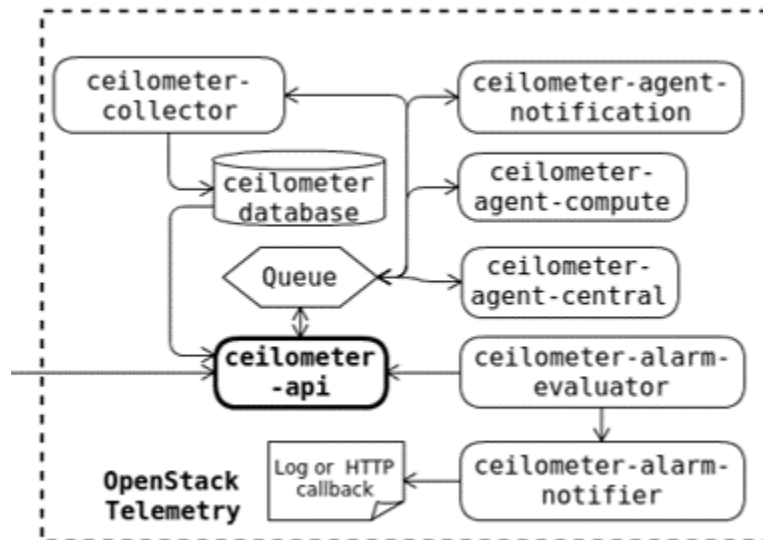 ceilometer-
collector
ceilometer-agent-
notification
ceilometer
database
ceilometer-
agent-compute
Queue
ceilometer-
agent-central
ceilometer
-api
ceilometer-alarm-
evaluator
OpenStack
Telemetry
Log or HTTP
callback
ceilometer-alarm-
notifier